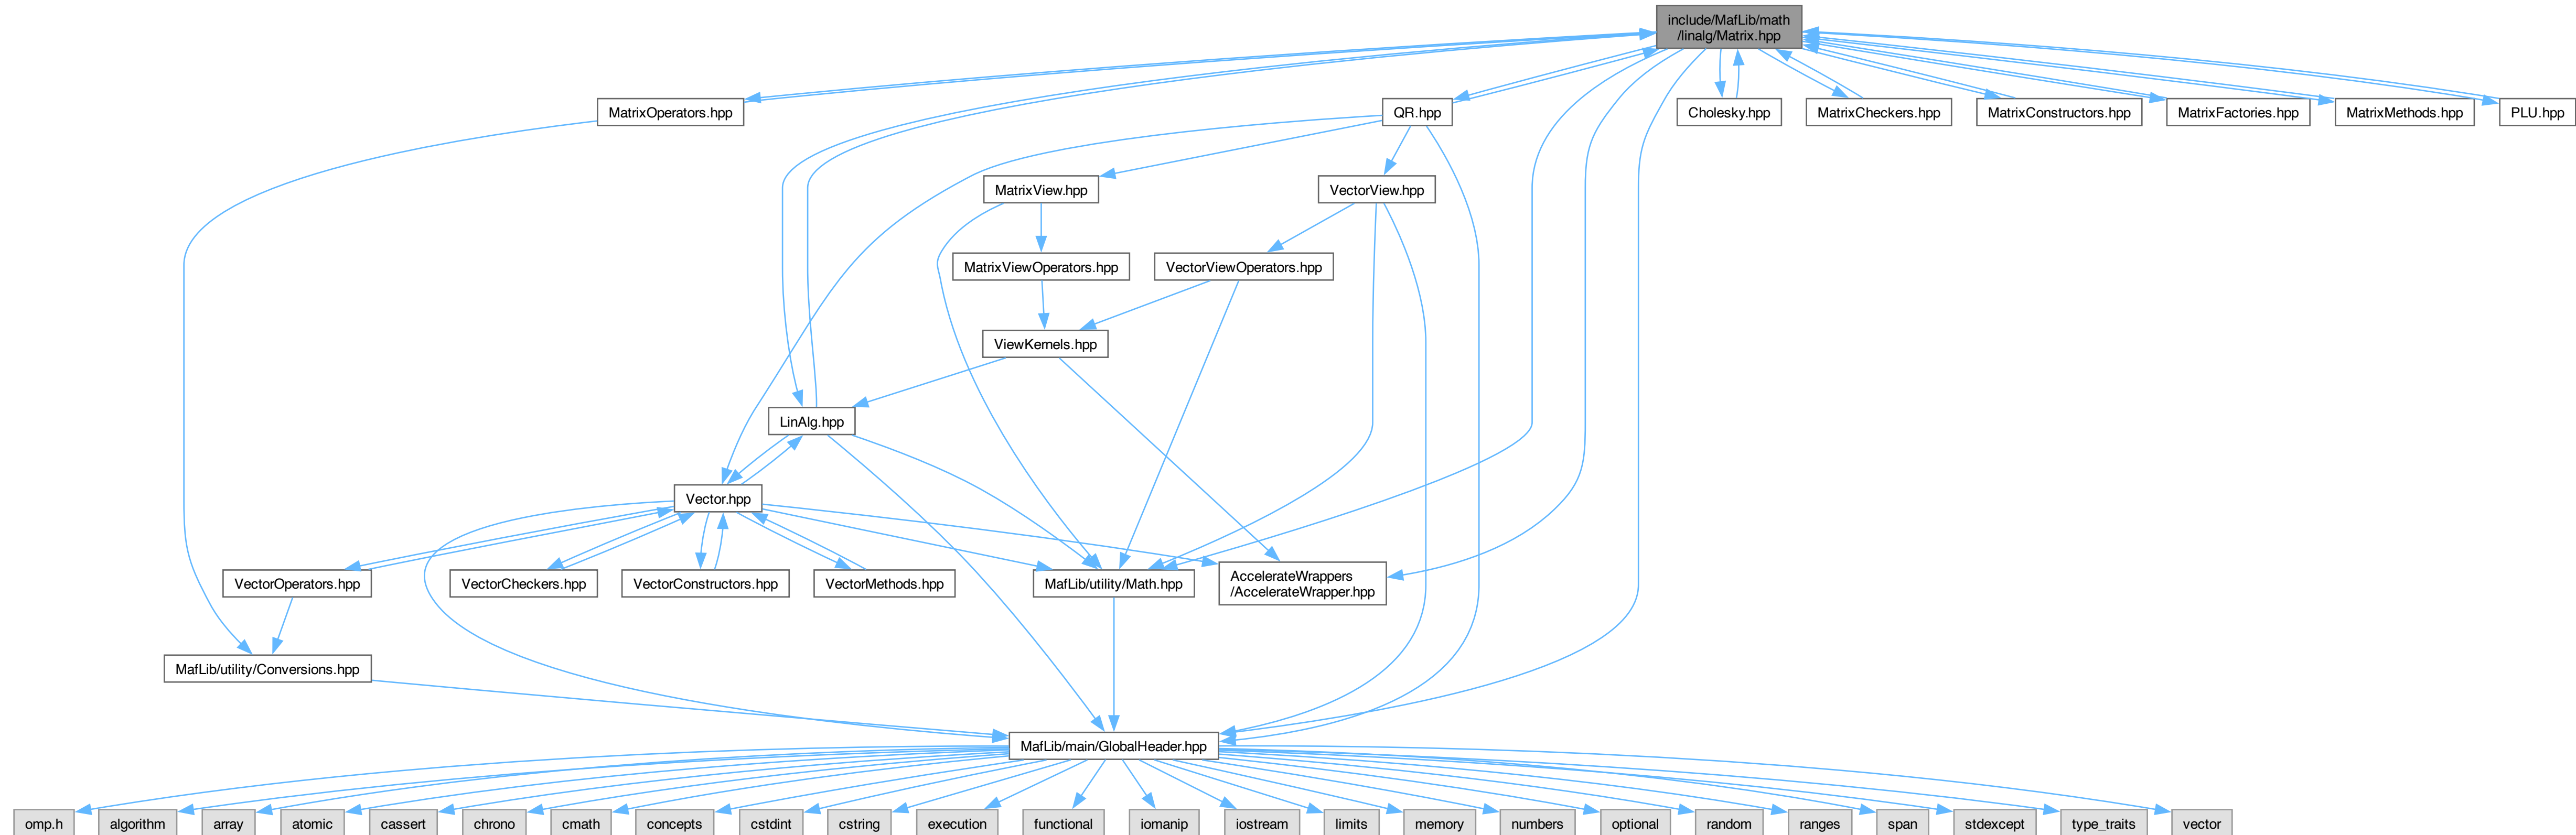 include/MafLib/math
/linalg/Matrix.hpp
MatrixOperators.hpp
QR.hpp
Cholesky.hpp
MatrixCheckers.hpp
MatrixConstructors.hpp
MatrixFactories.hpp
MatrixMethods.hpp
PLU.hpp
MatrixView.hpp
VectorView.hpp
MatrixViewOperators.hpp
VectorViewOperators.hpp
ViewKernels.hpp
LinAlg.hpp
Vector.hpp
VectorOperators.hpp
VectorCheckers.hpp
VectorConstructors.hpp
VectorMethods.hpp
MafLib/utility/Math.hpp
AccelerateWrappers
/AccelerateWrapper.hpp
MafLib/utility/Conversions.hpp
MafLib/main/GlobalHeader.hpp
omp.h
algorithm
array
atomic
cassert
chrono
cmath
concepts
cstdint
cstring
execution
functional
iomanip
iostream
limits
memory
numbers
optional
random
ranges
span
stdexcept
type_traits
vector